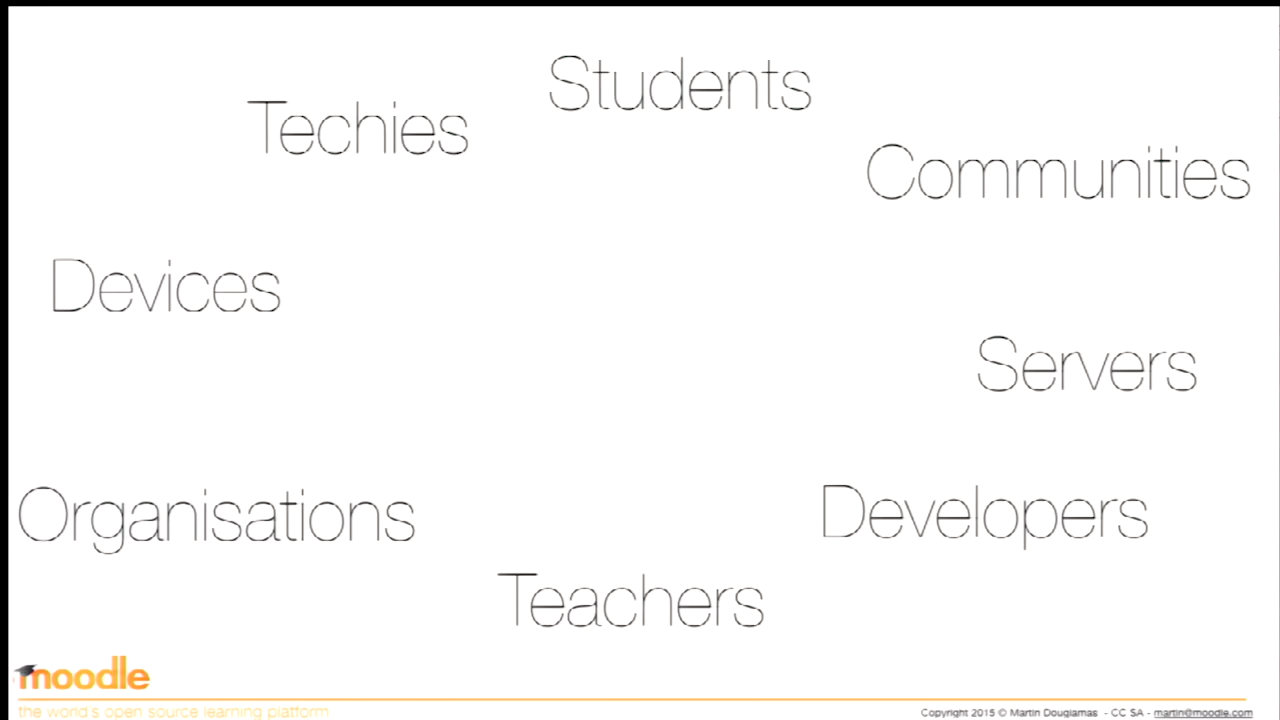 Students
Techies
Communities
Devices
Servers
Organisations
Developers
Teachers
moodle
the world's open source learning platform
Copyright 2015 © Martin Dougiamas - CC SA - martin@moodle.com